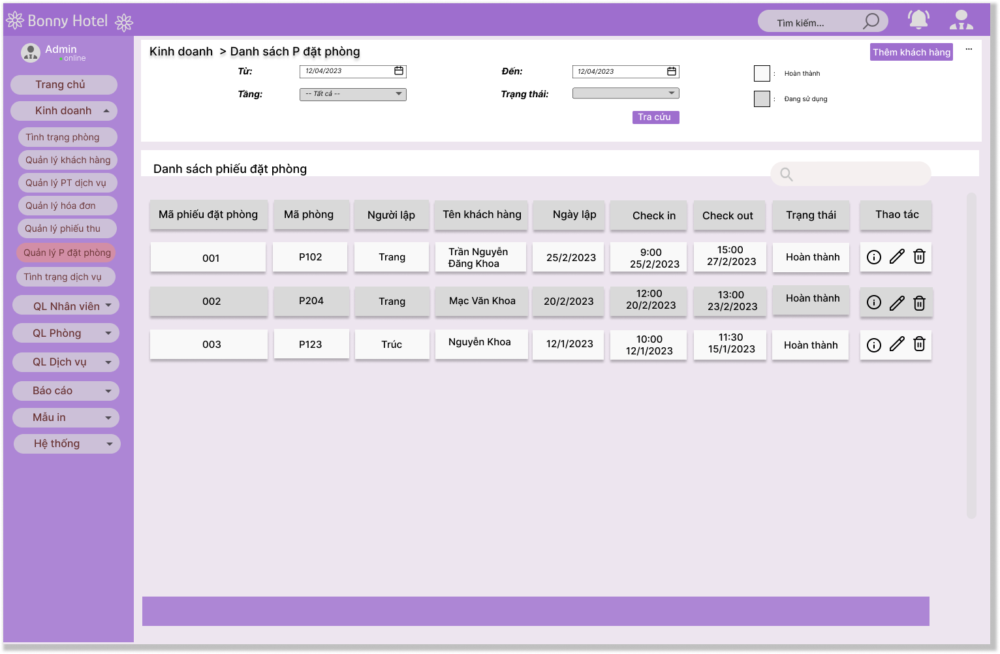 Bonny Hotel
Tìm kiếm...
Admin
online
Trang chủ
Kinh doanh
Tình trạng phòng
Quản lý khách hàng
Quản lý PT dịch vụ
Quản lý hóa đơn
Quản lý phiếu thu
Quản lý P đặt phòng
Tình trạng dịch vụ
QL Nhân viên
QL Phòng
QL Dịch vụ
Báo cáo
Mẫu in
Hệ thống
Kinh doanh > Danh sách P đặt phòng
Thêm khách hàng
...
Từ: 12/04/2023 Đến: 12/04/2023 : Hoàn thành
Tầng: -- Tất cả -- Trạng thái: : Đang sử dụng
Tra cứu
Danh sách phiếu đặt phòng
Mã phiếu đặt phòng Mã phòng Người lập Tên khách hàng Ngày lập Check in Check out Trạng thái Thao tác
001 P102 Trang Trần Nguyễn 25/2/2023 9:00 15:00 Hoàn thành
Đăng Khoa 25/2/2023 27/2/2023
002 P204 Trang Mạc Văn Khoa 20/2/2023 12:00 13:00 Hoàn thành
20/2/2023 23/2/2023
003 P123 Trúc Nguyễn Khoa 12/1/2023 10:00 11:30 Hoàn thành
12/1/2023 15/1/2023